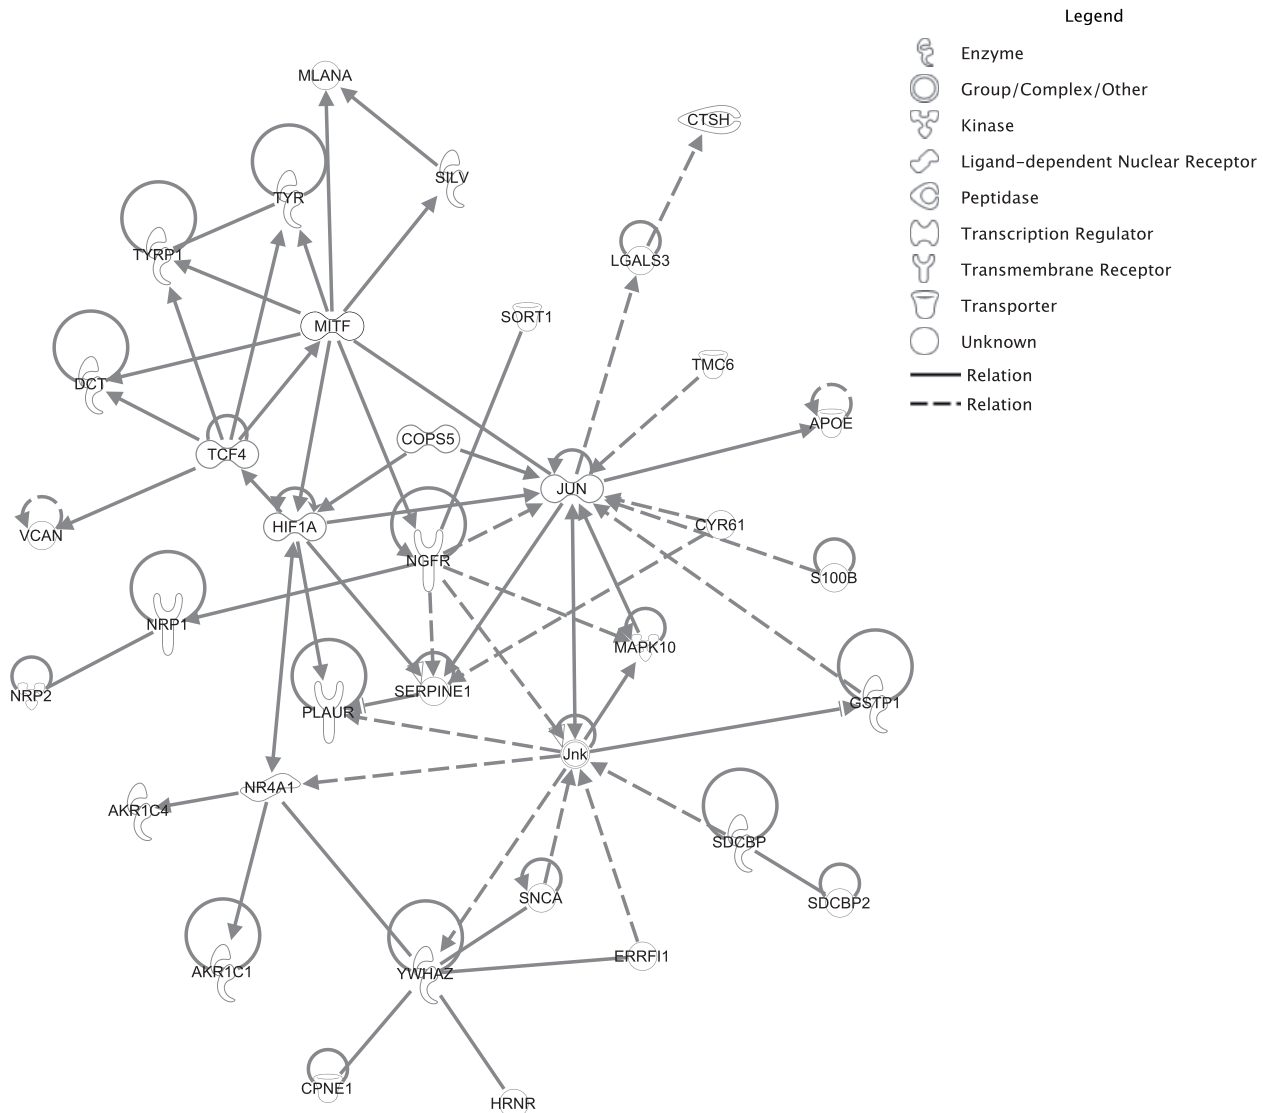 Legend
Enzyme
Group/Complex/Other
Kinase
Ligand-dependent Nuclear Receptor
Peptidase
Transcription Regulator
Transmembrane Receptor
Transporter
Unknown
Relation
Relation
MLANA
CTSH
SILV
TYR
TYRP1
LGALS3
SORT1
MITF
TMC6
DCT
APOE
COPS5
TCF4
JUN
HIF1A
CYR61
VCAN
NGFR
S100B
NRP1
MAPK10
NRP2
SERPINE1
PLAUR
GSTP1
Jnk
NR4A1
AKR1C4
SDCBP
SNCA
SDCBP2
ERRFI1
AKR1C1
YWHAZ
CPNE1
HRNR